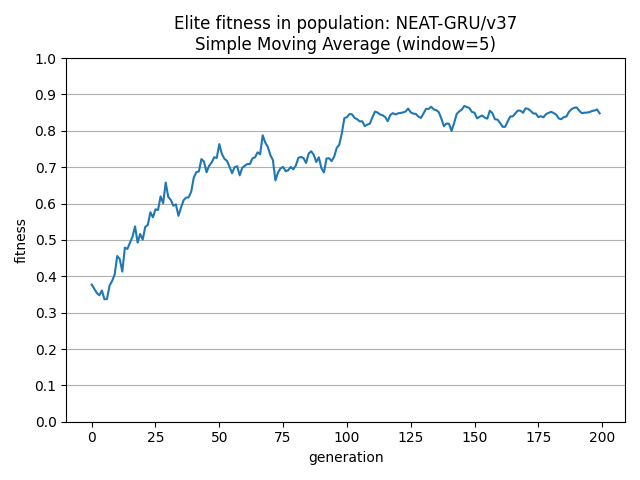 Elite fitness in population: NEAT-GRU/v37
Simple Moving Average (window=5)
1.0
0.9
0.8
0.7
0.6
0.5
0.4
0.3
0.2
0.1
0.0
fitness
0 25 50 75 100 125 150 175 200
generation